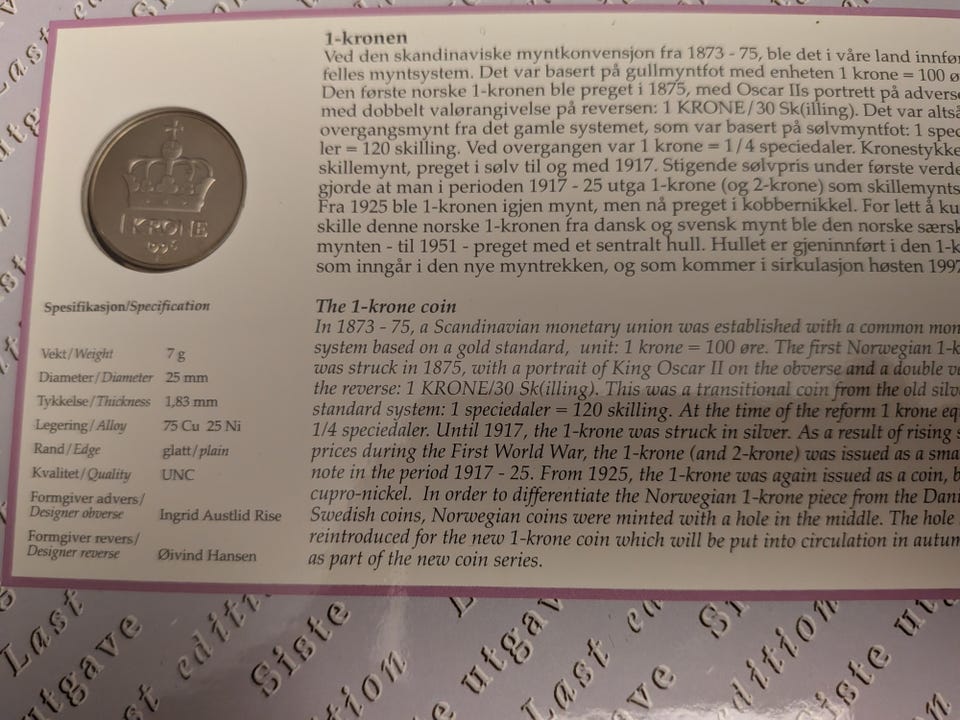 1-kronen
Ved den skandinaviske myntkonvensjon fra 1873 - 75, ble det i våre land
felles myntsystem. Det var basert på gullmyntfot med enheten 1 krone = 100
Den første norske 1-kronen ble preget i 1875, med Oscar IIs portrett på
med dobbelt valørangivelse på reversen: 1 KRONE/30 Sk(illing). Det var
overgangsmynt fra det gamle systemet, som var basert på sølvmyntfot: 1
ler = 120 skilling. Ved overgangen var 1 krone = 1/4 speciedaler.
skillemynt, preget i sølv til og med 1917. Stigende sølvpris under første
gjorde at man i perioden 1917 - 25 utga 1-krone (og 2-krone) som
Fra 1925 ble 1-kronen igjen mynt, men nå preget i kobbernikkel. For lett å
skille denne norske 1-kronen fra dansk og svensk mynt ble den norske
mynten - til 1951 - preget med et sentralt hull. Hullet er gjeninnført i den
som inngår i den nye myntrekken, og som kommer i sirkulasjon høsten 1997
1 KRONE
Spesifikasjon/Specification
Vekt/Weight 7 g
Diameter/Diameter 25 mm
Tykkelse/Thickness 1,83 mm
Legering/Alloy 75 Cu 25 Ni
Rand/Edge glatt/plain
Kvalitet/Quality UNC
Formgiver advers/
Designer obverse Ingrid Austlid Rise
Formgiver revers/
Designer reverse Øivind Hansen
The 1-krone coin
In 1873 - 75, a Scandinavian monetary union was established with a common
system based on a gold standard, unit: 1 krone = 100 øre. The first Norwegian
was struck in 1875, with a portrait of King Oscar II on the obverse and a double
the reverse: 1 KRONE/30 Sk(illing). This was a transitional coin from the old
standard system: 1 speciedaler = 120 skilling. At the time of the reform 1 krone
1/4 speciedaler. Until 1917, the 1-krone was struck in silver. As a result of rising
prices during the First World War, the 1-krone (and 2-krone) was issued as a
note in the period 1917 - 25. From 1925, the 1-krone was again issued as a coin,
cupro-nickel. In order to differentiate the Norwegian 1-krone piece from the
Swedish coins, Norwegian coins were minted with a hole in the middle. The hole
reintroduced for the new 1-krone coin which will be put into circulation in
as part of the new coin series.
Last
utgave
Last
edition
Siste
utgave
Last
edition
Siste